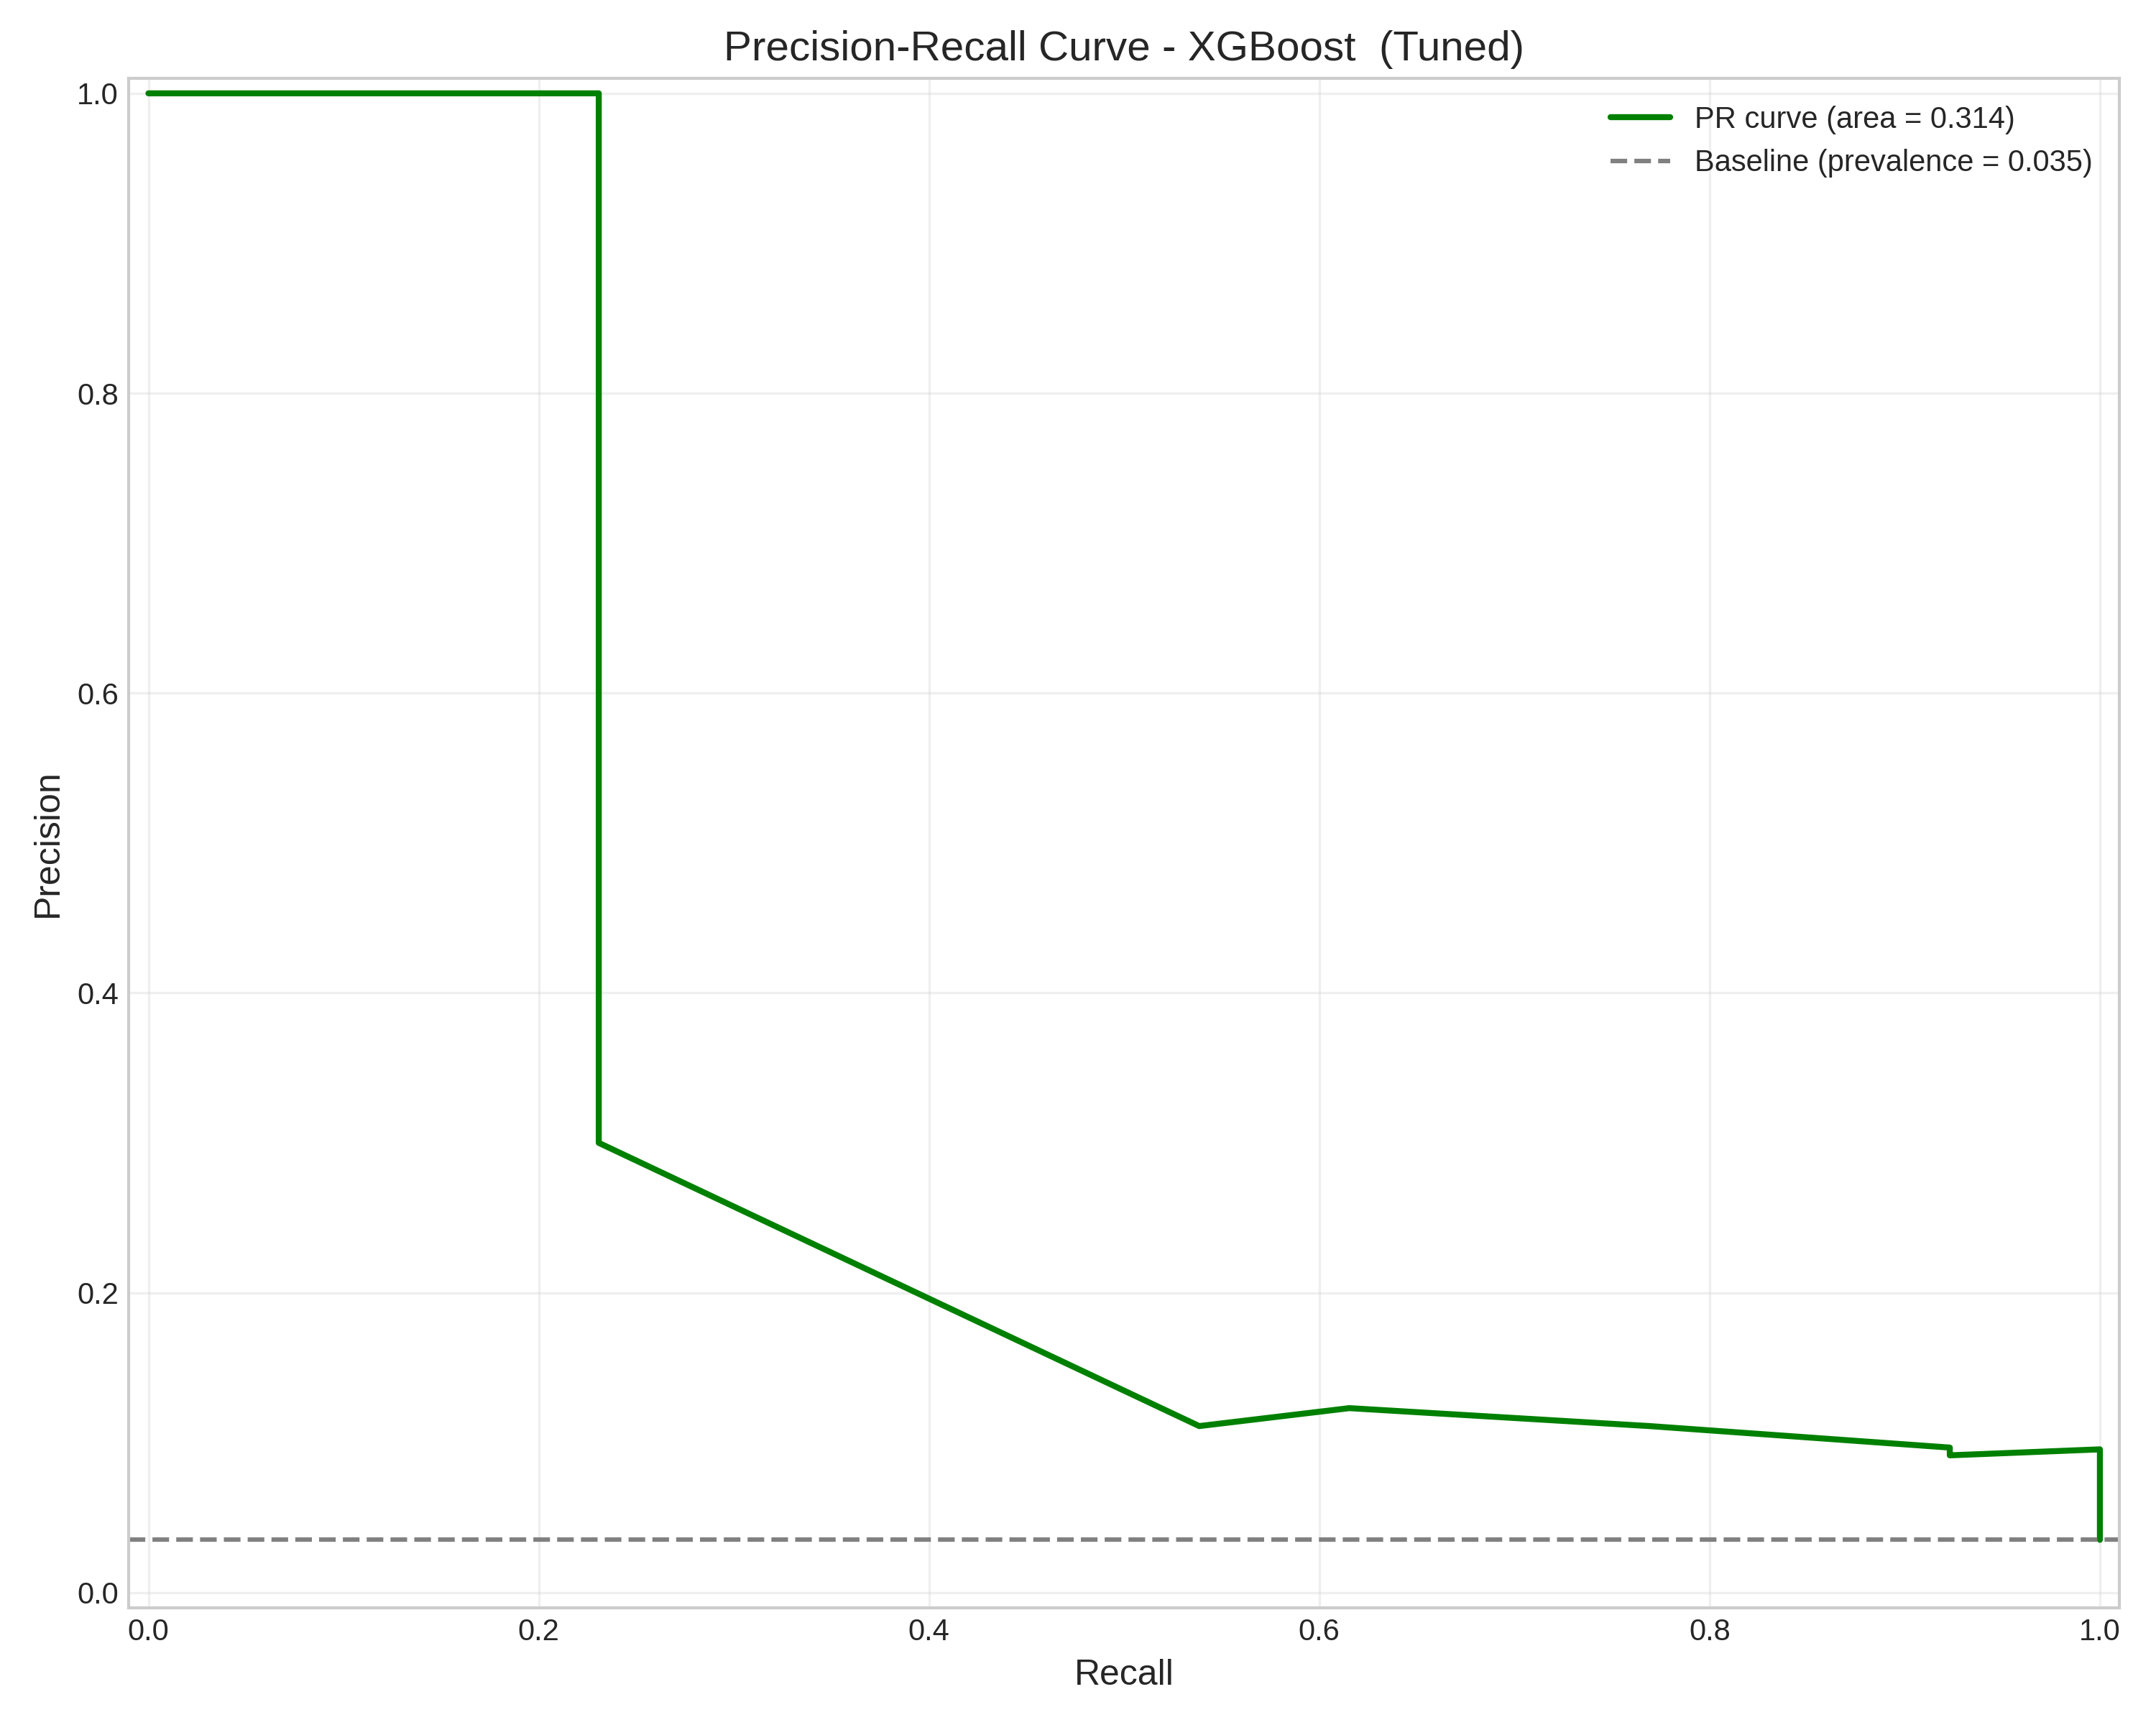 Precision-Recall Curve - XGBoost  (Tuned)
PR curve (area = 0.314)
Baseline (prevalence = 0.035)
Precision
1.0
0.8
0.6
0.4
0.2
0.0
0.0 0.2 0.4 0.6 0.8 1.0
Recall